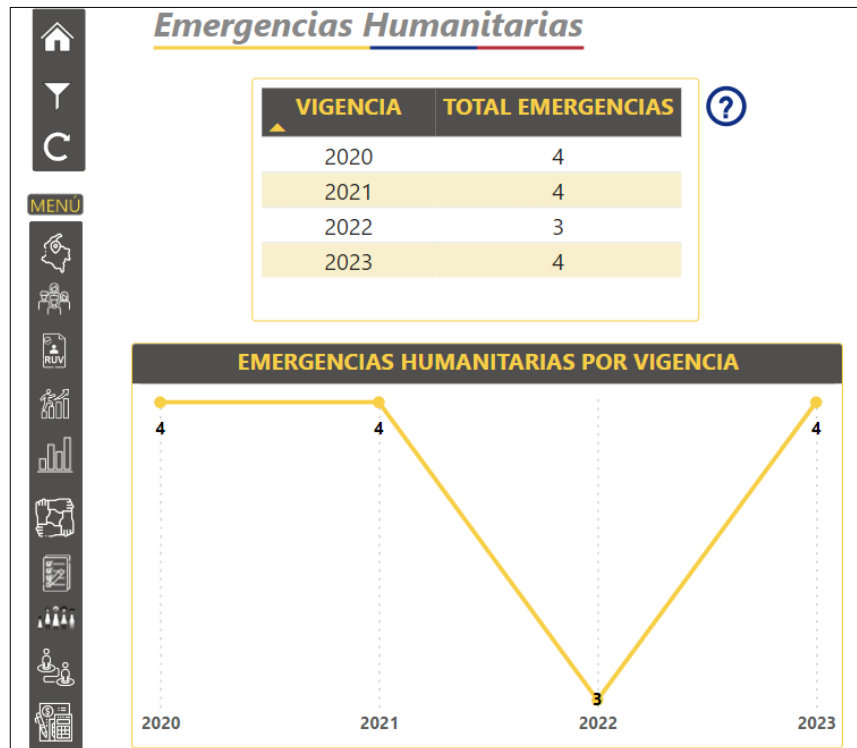 Emergencias Humanitarias
VIGENCIA TOTAL EMERGENCIAS
?
2020 4
2021 4
2022 3
2023 4
MENÚ
RUV
EMERGENCIAS HUMANITARIAS POR VIGENCIA
4 4 4
3
2020 2021 2022 2023